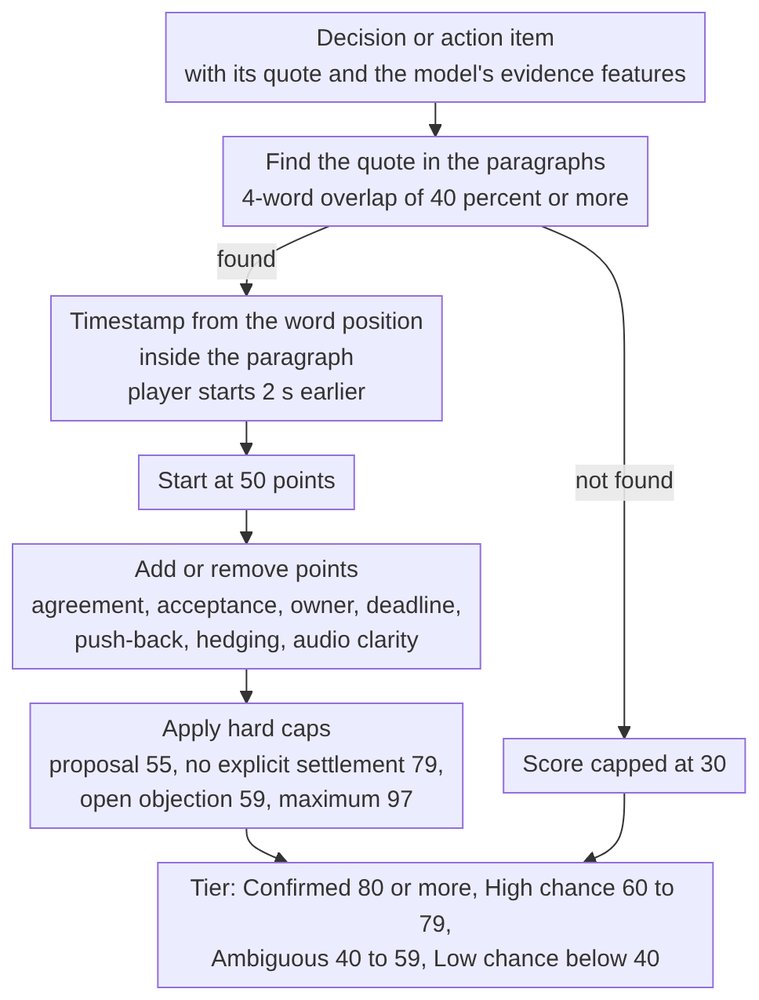 Decision or action item
with its quote and the model's evidence features
Find the quote in the paragraphs
4-word overlap of 40 percent or more
found
Timestamp from the word position
inside the paragraph
player starts 2 s earlier
Start at 50 points
not found
Add or remove points
agreement, acceptance, owner, deadline,
push-back, hedging, audio clarity
Apply hard caps
proposal 55, no explicit settlement 79,
open objection 59, maximum 97
Score capped at 30
Tier: Confirmed 80 or more, High chance 60 to
79,
Ambiguous 40 to 59, Low chance below 40